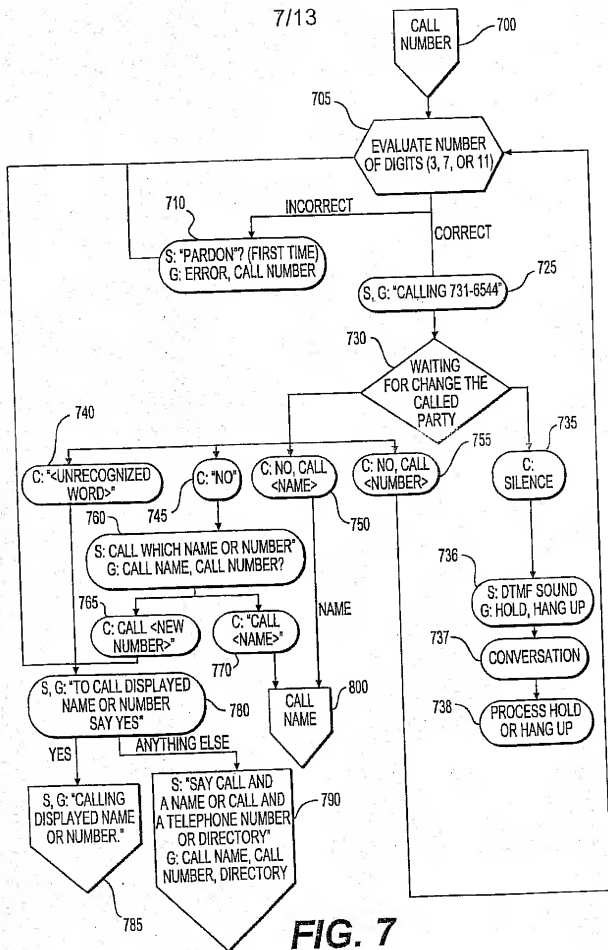 7/13
CALL
NUMBER
700
705
EVALUATE NUMBER
OF DIGITS (3, 7, OR 11)
710
INCORRECT
CORRECT
S: "PARDON"? (FIRST TIME)
G: ERROR, CALL NUMBER
S, G: "CALLING 731-6544"
725
730
WAITING
FOR CHANGE THE
CALLED
PARTY
740
755
735
C: "<UNRECOGNIZED
WORD>"
C: "NO"
745
C: NO, CALL
<NAME>
750
C: NO, CALL
<NUMBER>
C:
SILENCE
760
S: CALL WHICH NAME OR NUMBER"
G: CALL NAME, CALL NUMBER?
736
S: DTMF SOUND
G: HOLD, HANG UP
NAME
765
C: CALL <NEW
NUMBER>"
C: "CALL
<NAME>"
770
737
CONVERSATION
S, G: "TO CALL DISPLAYED
NAME OR NUMBER
SAY YES"
780
CALL
NAME
800
738
PROCESS HOLD
OR HANG UP
YES
ANYTHING ELSE
S, G: "CALLING
DISPLAYED NAME
OR NUMBER."
785
S: "SAY CALL AND
A NAME OR CALL AND
A TELEPHONE NUMBER
OR DIRECTORY"
G: CALL NAME, CALL
NUMBER, DIRECTORY
790
FIG. 7